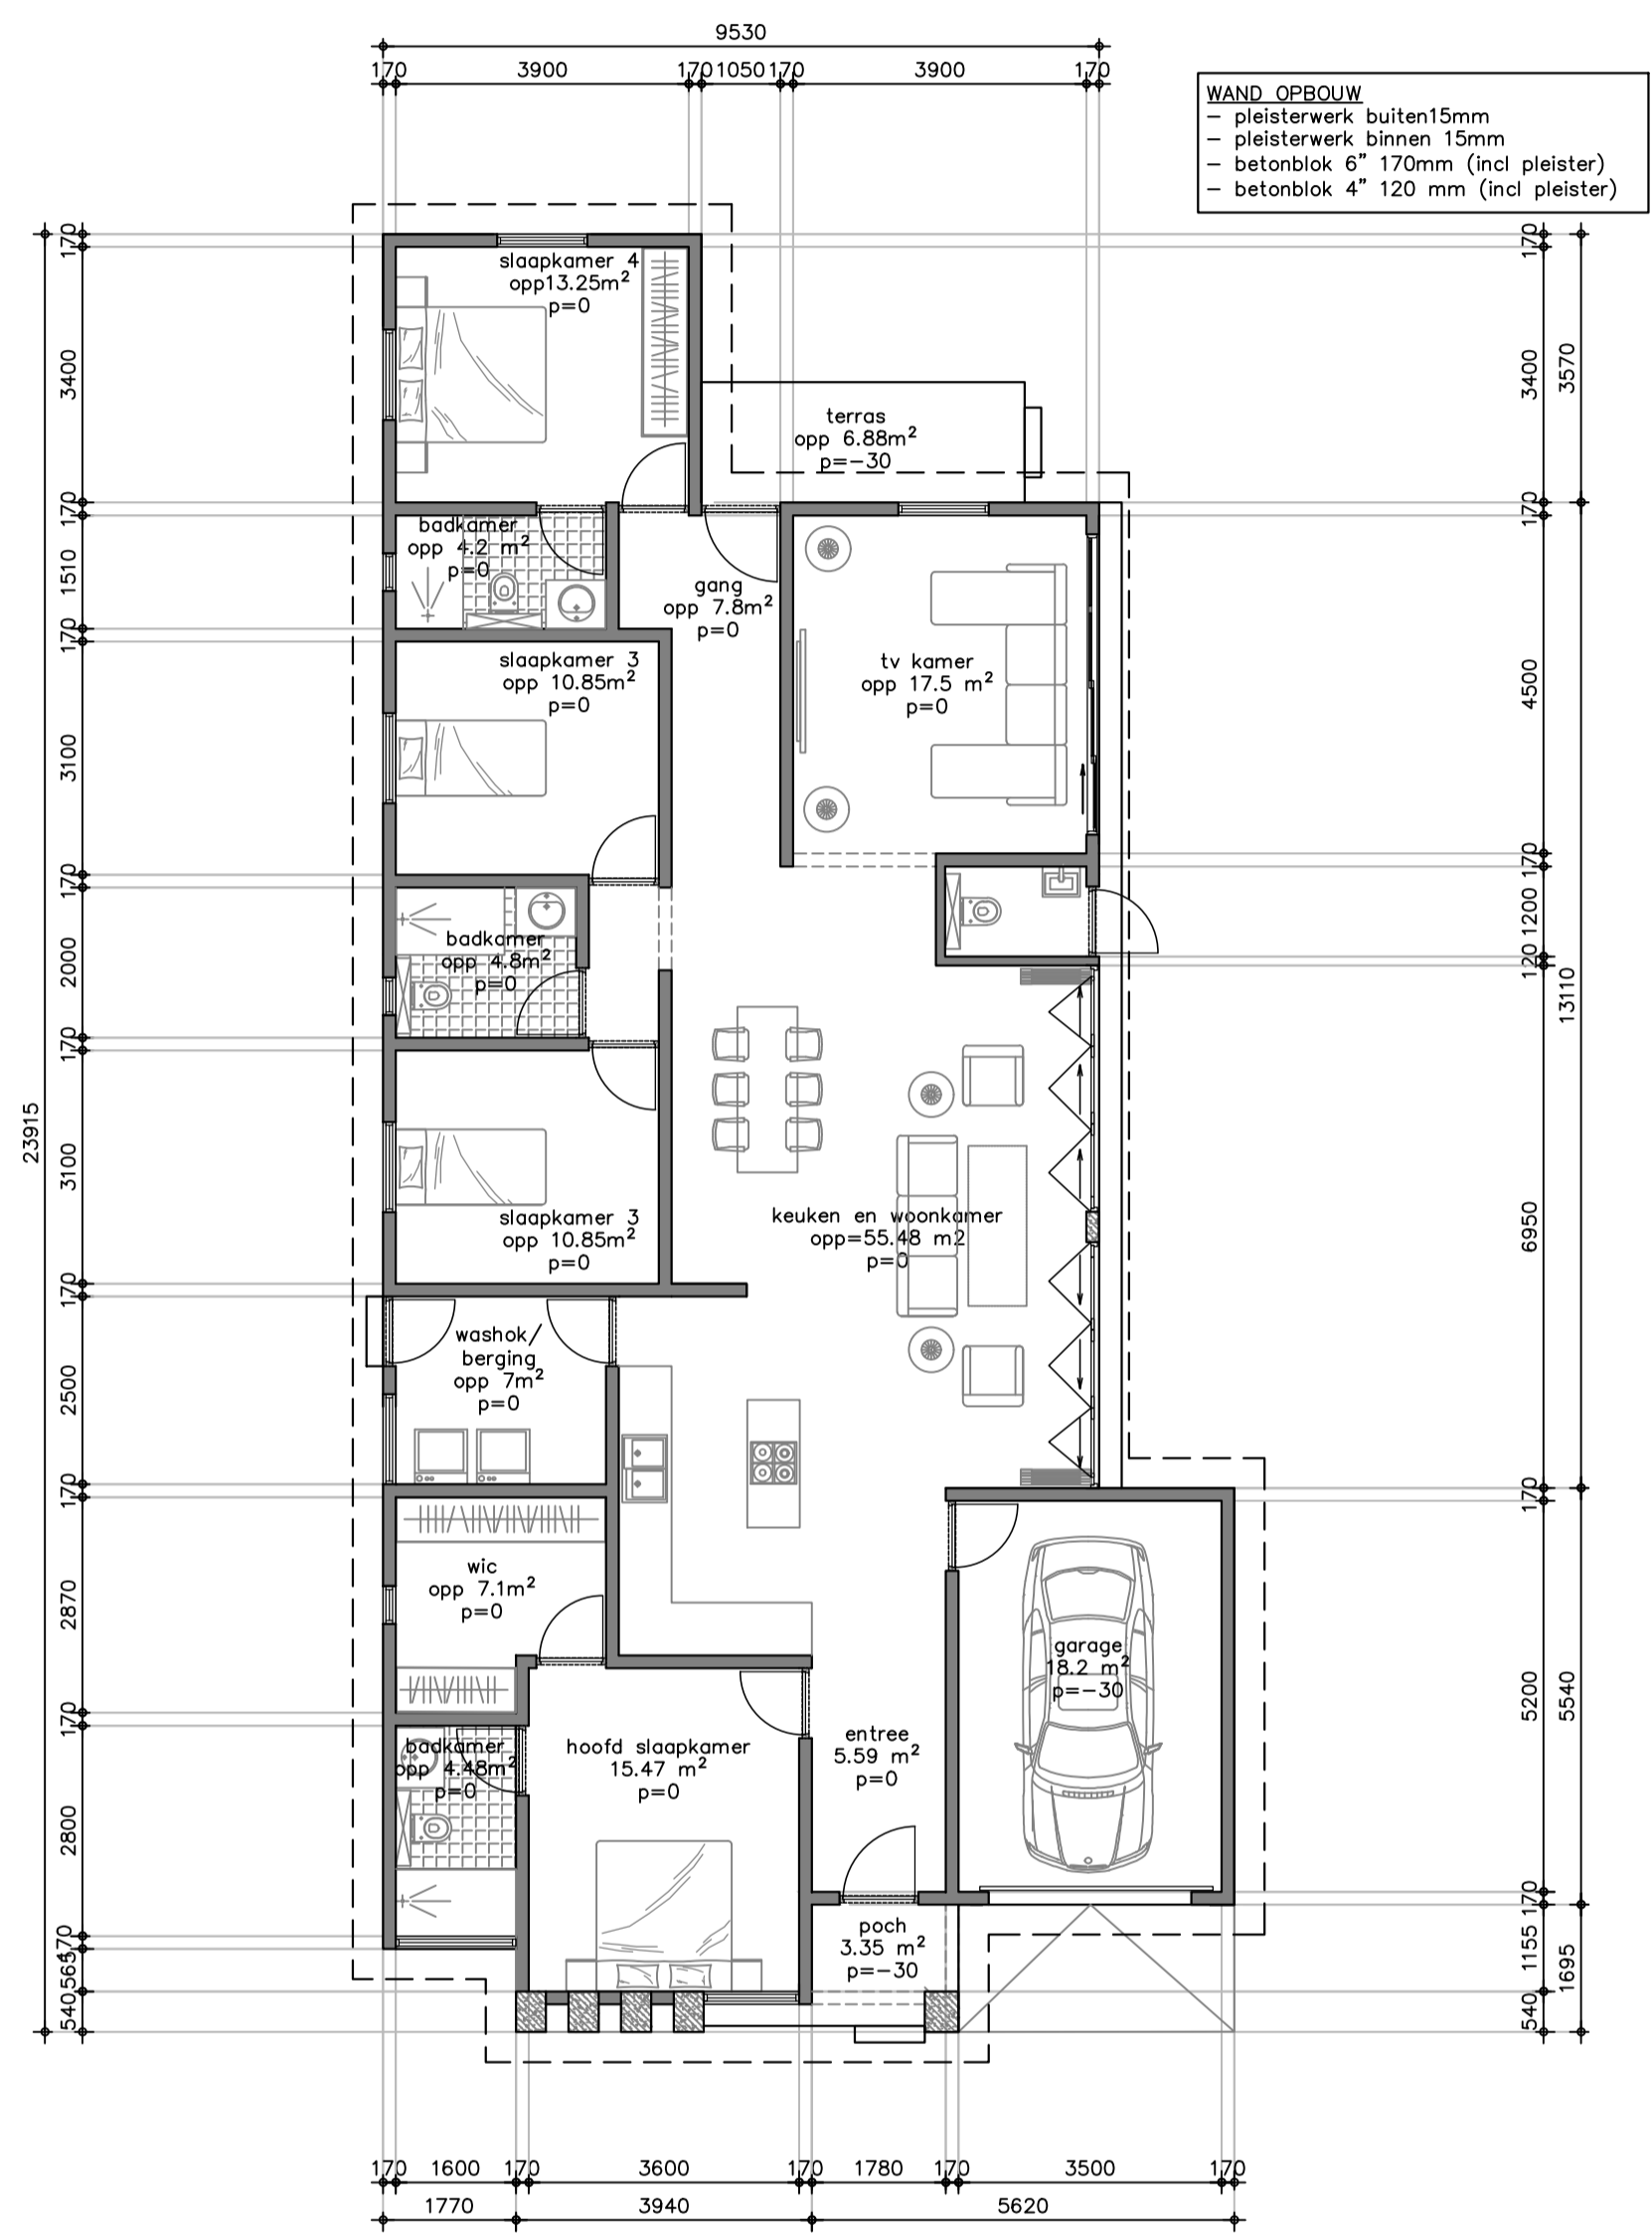 9530
170 3900 170 1050 170 3900 170
WAND OPBOUW
– pleisterwerk buiten15mm
– pleisterwerk binnen 15mm
– betonblok 6” 170mm (incl pleister)
– betonblok 4” 120 mm (incl pleister)
slaapkamer 4
opp13.25m²
p=0
terras
opp 6.88m²
p=−30
badkamer
opp 4.2 m²
p=0
gang
opp 7.8m²
p=0
slaapkamer 3
opp 10.85m²
p=0
tv kamer
opp 17.5 m²
p=0
badkamer
opp 4.8m²
p=0
slaapkamer 3
opp 10.85m²
p=0
keuken en woonkamer
opp=55.48 m2
p=0
washok/
berging
opp 7m²
p=0
wic
opp 7.1m²
p=0
garage
18.2 m²
p=−30
badkamer
opp 4.48m²
p=0
hoofd slaapkamer
15.47 m²
p=0
entree
5.59 m²
p=0
poch
3.35 m²
p=−30
23915
170
3400
170
1510
170
3100
170
2000
170
3100
170
2500
170
2870
170
2800
170
565
540
170
3400
170
4500
170
1200
120
6950
170
5200
170
1155
540
3570
13110
5540
1695
170 1600 170 3600 170 1780 170 3500 170
1770 3940 5620